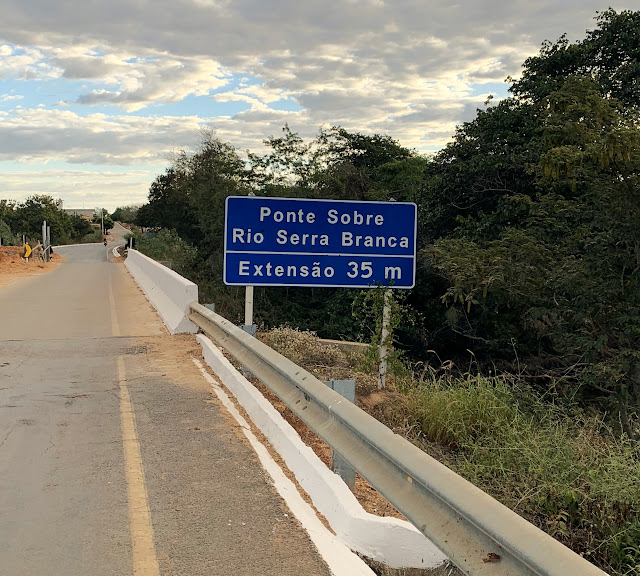 Ponte Sobre
Rio Serra Branca
Extensão 35 m